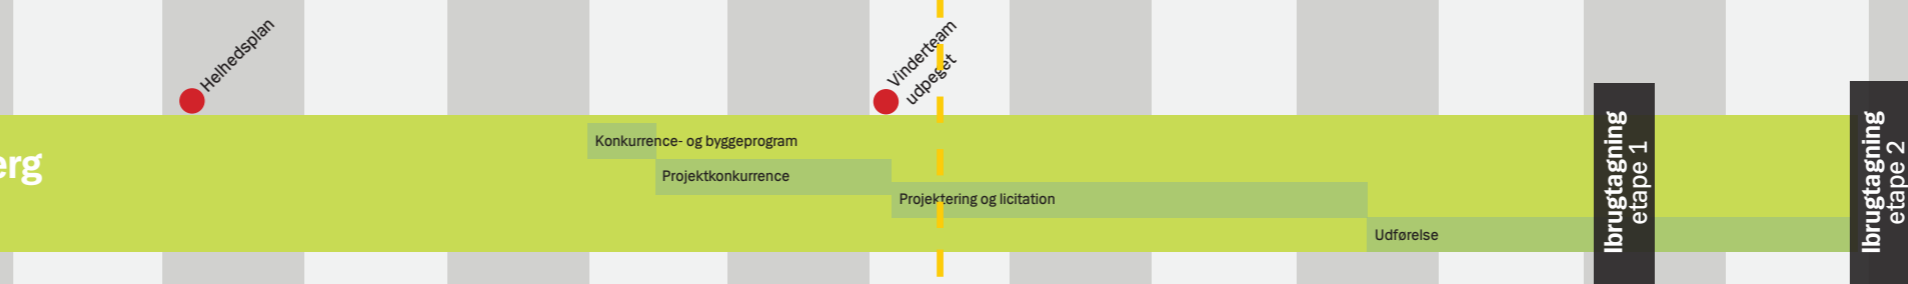 Helhedsplan
Vinderteam
udpeget
erg
Konkurrence- og byggeprogram
Projektkonkurrence
Projektering og licitation
Udførelse
Ibrugtagning
etape 1
Ibrugtagning
etape 2